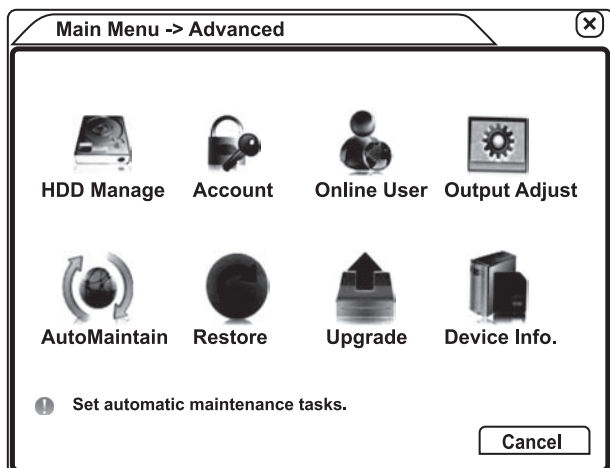 Main Menu -> Advanced
HDD Manage Account Online User Output Adjust
AutoMaintain Restore Upgrade Device Info.
Set automatic maintenance tasks.
Cancel